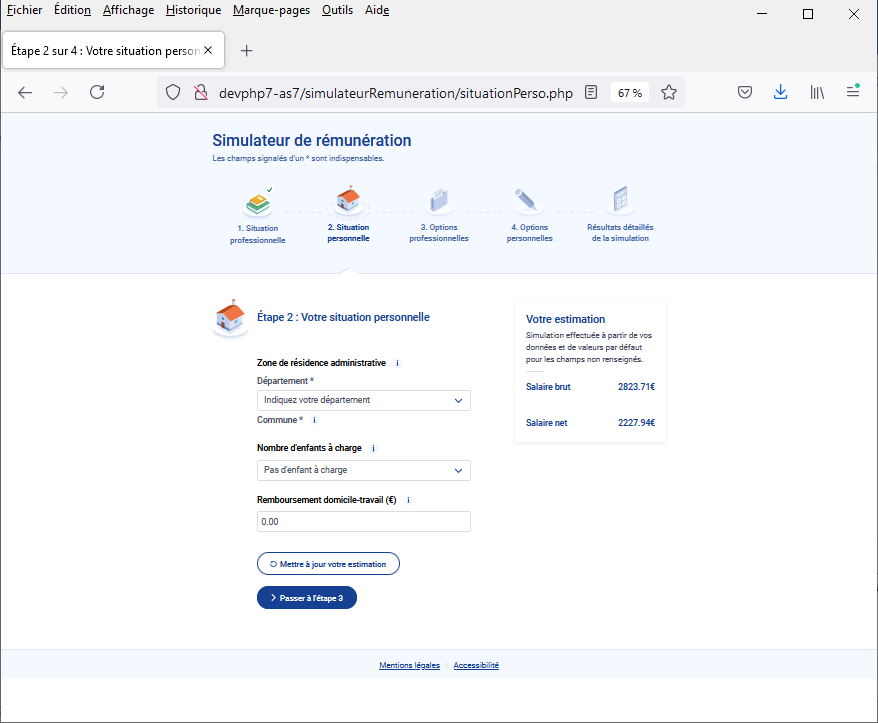 Fichier Édition Affichage Historique Marque-pages Outils Aide
Étape 2 sur 4 : Votre situation person
devphp7-as7/simulateurRemuneration/situationPerso.php 67 %
Simulateur de rémunération
Les champs signalés d'un * sont indispensables.
1. Situation
professionnelle
2. Situation
personnelle
3. Options
professionnelles
4. Options
personnelles
Résultats détaillés
de la simulation
Étape 2 : Votre situation personnelle
Zone de résidence administrative i
Département *
Indiquez votre département
Commune * i
Nombre d'enfants à charge i
Pas d'enfant à charge
Remboursement domicile-travail (€) i
0.00
Mettre à jour votre estimation
Passer à l'étape 3
Votre estimation
Simulation effectuée à partir de vos
données et de valeurs par défaut
pour les champs non renseignés.
Salaire brut 2823.71€
Salaire net 2227.94€
Mentions légales Accessibilité